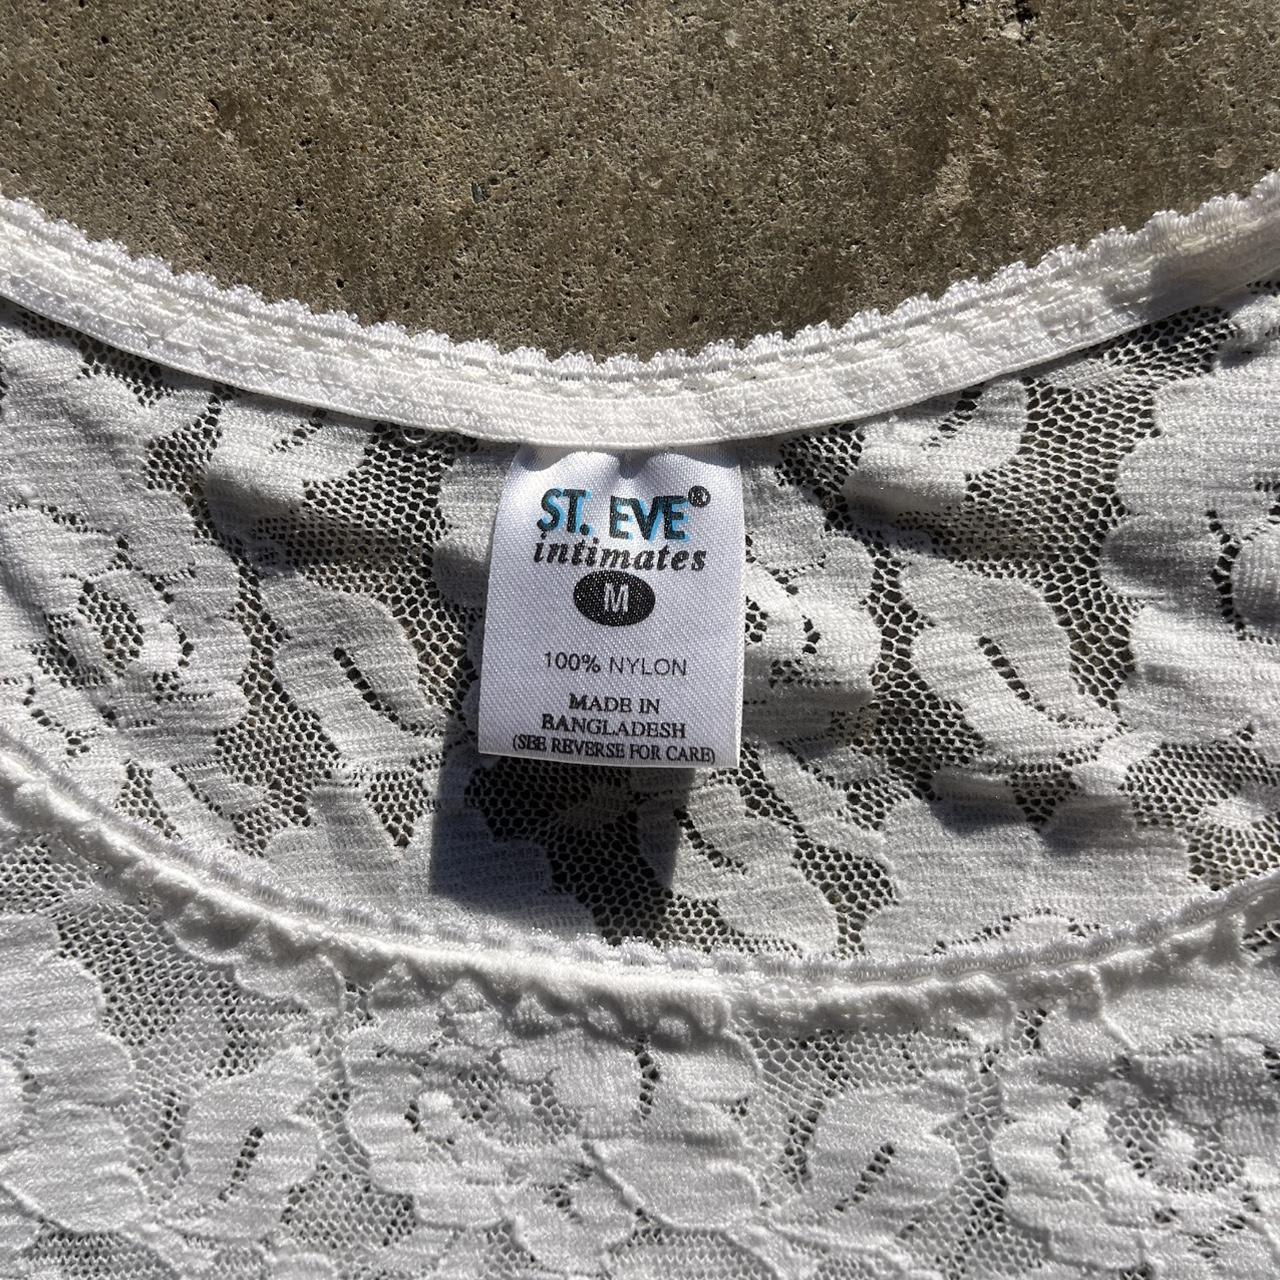 ST. EVE®
intimates
M
100% NYLON
MADE IN
BANGLADESH
(SEE REVERSE FOR CARE)